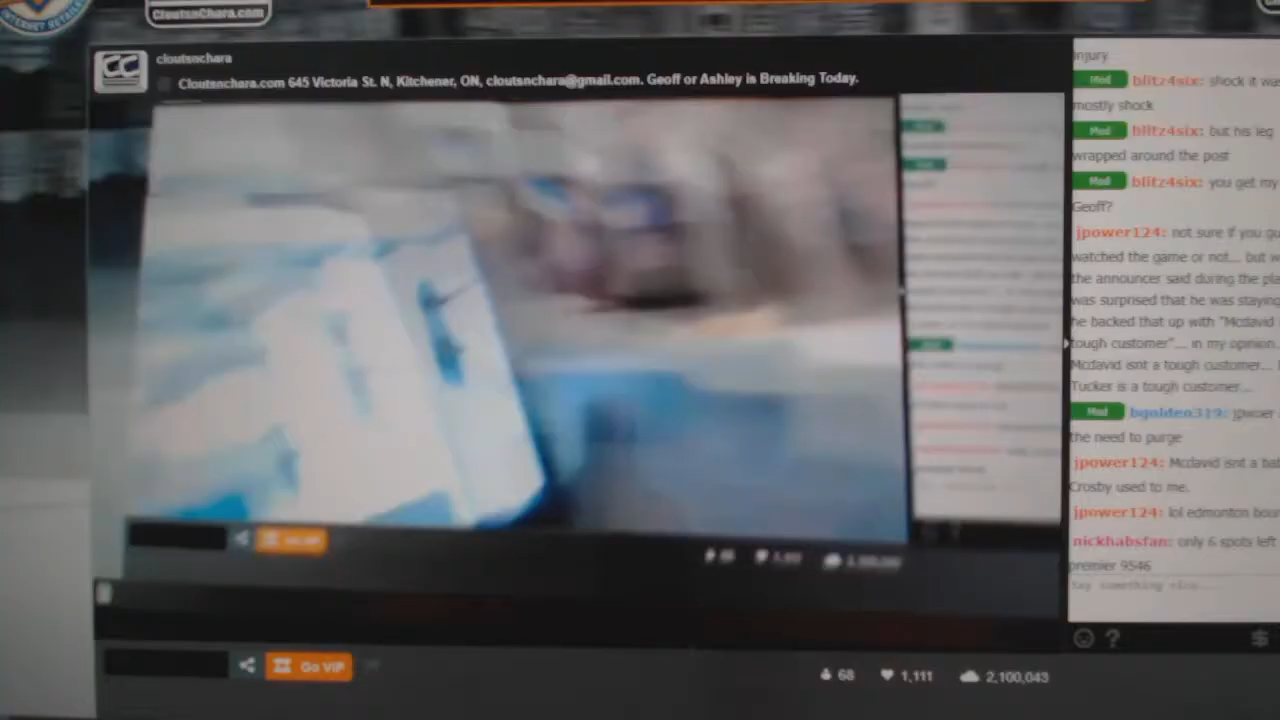 INTERNET RETAILER
CloutsnChara.com
cloutsnchara
Cloutsnchara.com 645 Victoria St. N, Kitchener, ON, cloutsnchara@gmail.com. Geoff or Ashley is Breaking Today.
injury
Mod blitz4six: shock it was
mostly shock
Mod blitz4six: but his leg
wrapped around the post
Mod blitz4six: you get my
Geoff?
jpower124: not sure if you
watched the game or not... but
the announcer said during the
was surprised that he was staying
he backed that up with "Mcdavid
tough customer"... in my opinion.
Mcdavid isnt a tough customer...
Tucker is a tough customer...
Mod bgolden319:
the need to purge
jpower124: Mcdavid isnt a
Crosby used to me.
jpower124: lol edmonton
nickhabsfan: only 6 spots left
premier 9546
Say something nice...
Go VIP
68 1,111 2,100,043